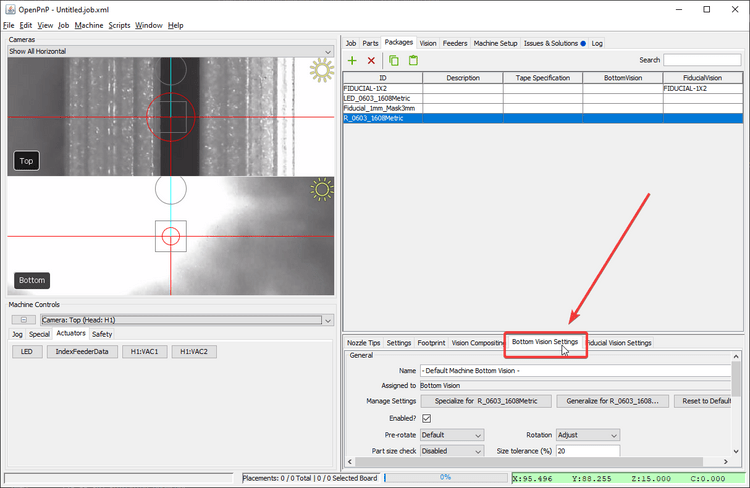 OpenPnP - Untitled.job.xml
File Edit View Job Machine Scripts Window Help
Cameras
Show All Horizontal
Top
Bottom
Machine Controls
Camera: Top (Head: H1)
Jog Special Actuators Safety
LED IndexFeederData H1:VAC1 H1:VAC2
Job Parts Packages Vision Feeders Machine Setup Issues & Solutions Log
Search
ID Description Tape Specification BottomVision FiducialVision
FIDUCIAL-1X2 FIDUCIAL-1X2
LED_0603_1608Metric
Fiducial_1mm_Mask3mm
R_0603_1608Metric
Nozzle Tips Settings Footprint Vision Compositing Bottom Vision Settings Fiducial Vision Settings
General
Name - Default Machine Bottom Vision -
Assigned to Bottom Vision
Manage Settings Specialize for R_0603_1608Metric Generalize for R_0603_1608... Reset to Default
Enabled?
Pre-rotate Default Rotation Adjust
Part size check Disabled Size tolerance (%) 20
Placements: 0 / 0 Total | 0 / 0 Selected Board 0% X:95.496 Y:88.255 Z:15.000 C:0.000